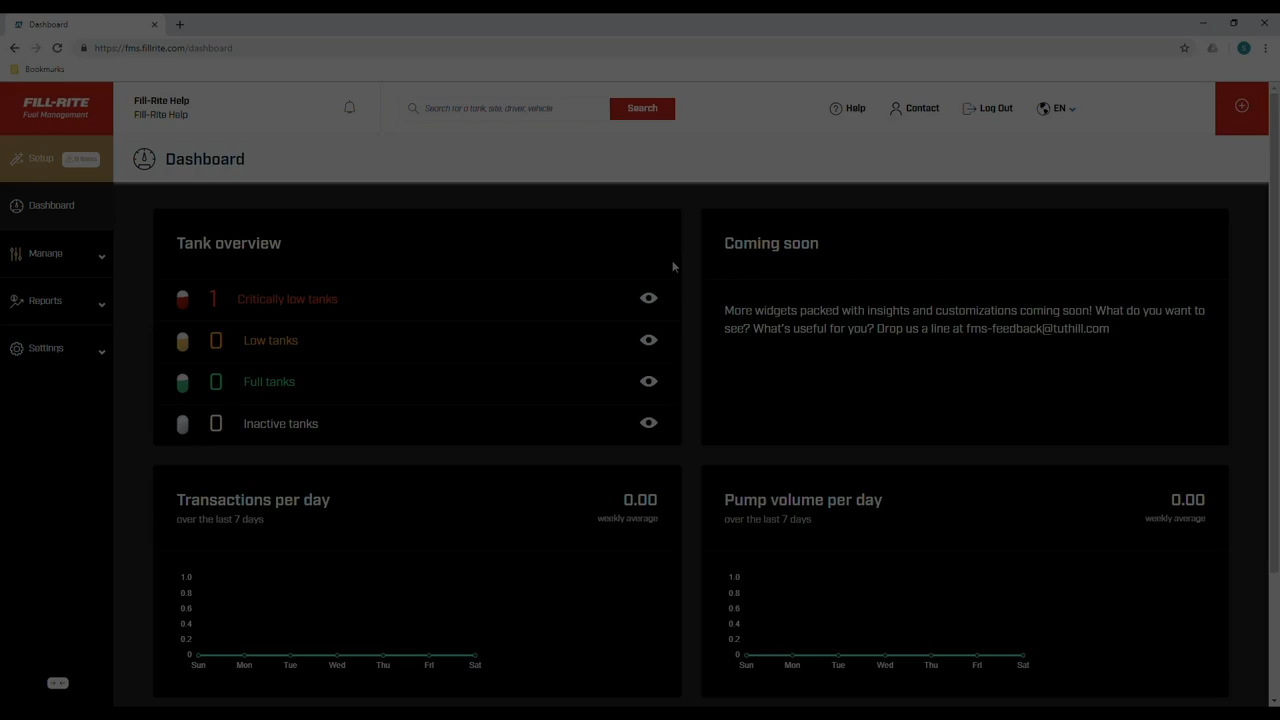 Dashboard
https://fms.fillrite.com/dashboard
Bookmarks
FILL-RITE
Fuel Management
Fill-Rite Help
Fill-Rite Help
Search for a tank, site, driver, vehicle
Search
Help
Contact
Log Out
EN
Setup
Dashboard
Dashboard
Manage
Reports
Settings
Tank overview
1 Critically low tanks
0 Low tanks
0 Full tanks
0 Inactive tanks
Coming soon
More widgets packed with insights and customizations coming soon! What do you want to
see? What's useful for you? Drop us a line at fms-feedback@tuthill.com
Transactions per day
0.00
over the last 7 days
weekly average
1.0
0.8
0.6
0.4
0.2
0
Sun Mon Tue Wed Thu Fri Sat
Pump volume per day
0.00
over the last 7 days
weekly average
1.0
0.8
0.6
0.4
0.2
0
Sun Mon Tue Wed Thu Fri Sat